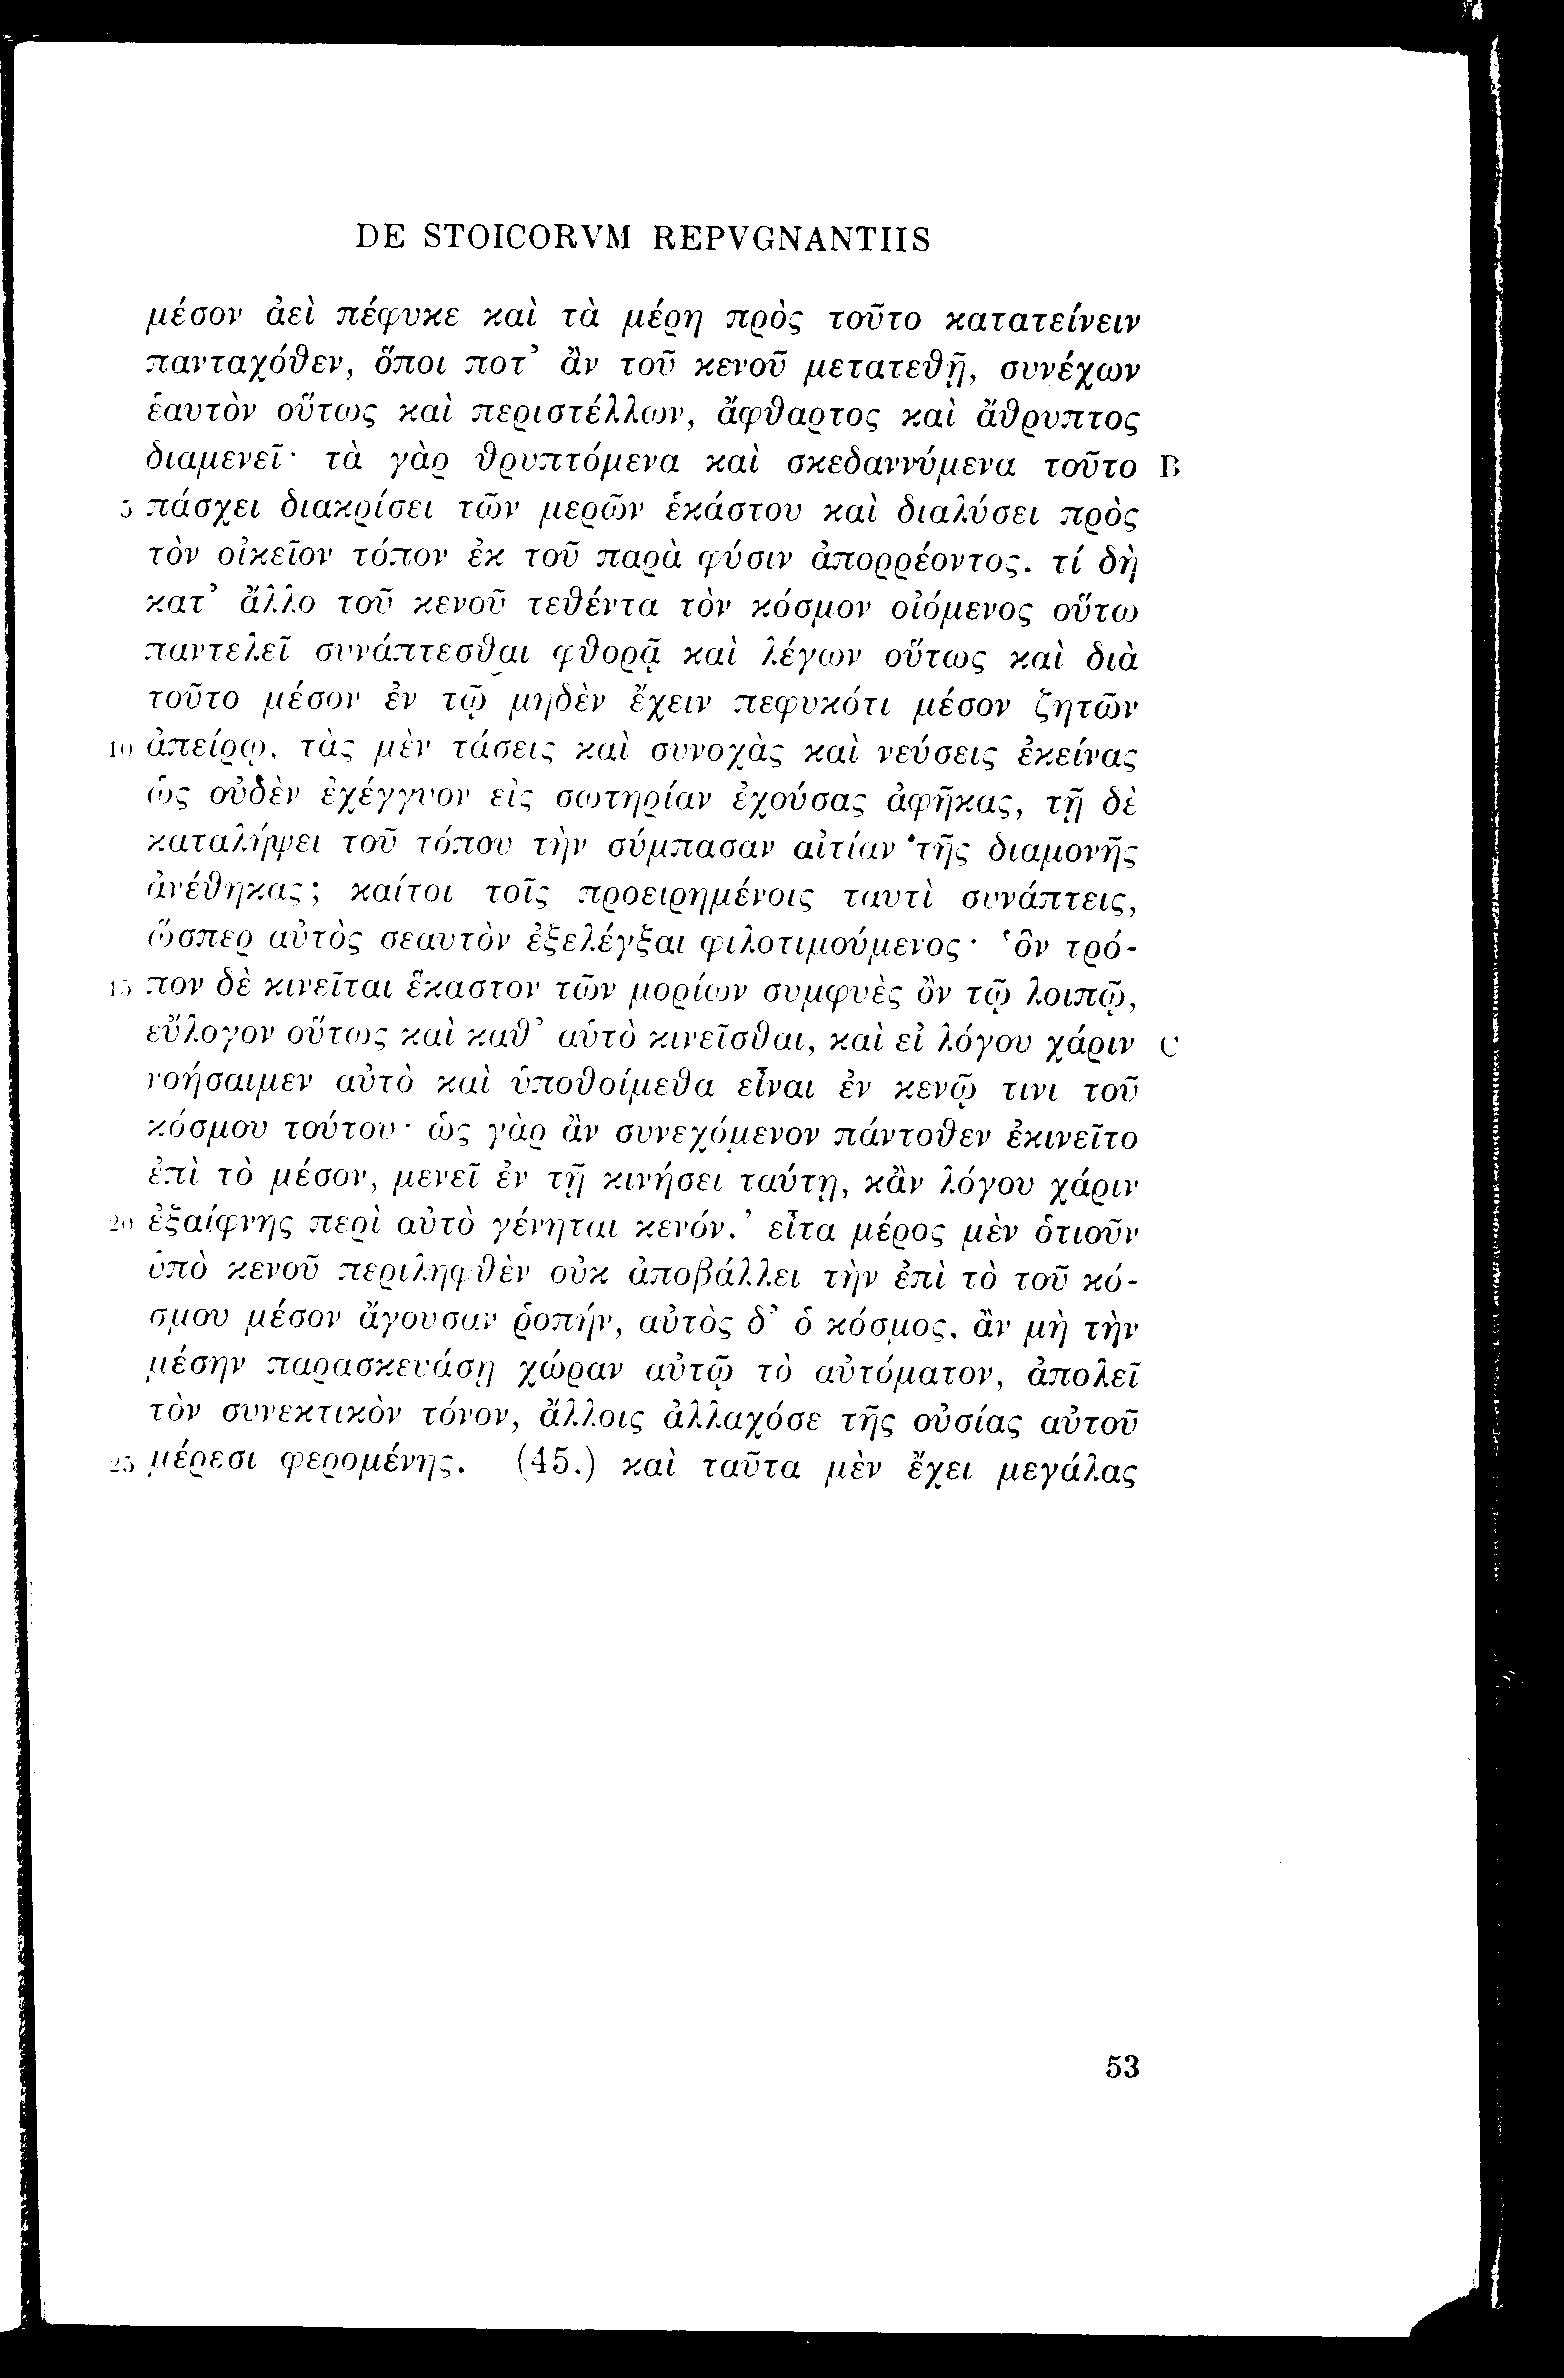 DE STOICORVM REPVGNANTIIS
μέσον ἀεὶ πέφυκε καὶ τὰ μέρη πρὸς τοῦτο κατατείνειν
πανταχόθεν, ὅποι ποτ’ ἂν τοῦ κενοῦ μετατεθῇ, συνέχων
ἑαυτὸν οὕτως καὶ περιστέλλων, ἄφθαρτος καὶ ἄθρυπτος
διαμενεῖ· τὰ γὰρ θρυπτόμενα καὶ σκεδαννύμενα τοῦτο B
5 πάσχει διακρίσει τῶν μερῶν ἑκάστου καὶ διαλύσει πρὸς
τὸν οἰκεῖον τόπον ἐκ τοῦ παρὰ φύσιν ἀπορρέοντος. τί δὴ
κατ’ ἄλλο τοῦ κενοῦ τεθέντα τὸν κόσμον οἰόμενος οὕτω
παντελεῖ συνάπτεσθαι φθορᾷ καὶ λέγων οὕτως καὶ διὰ
τοῦτο μέσον ἐν τῷ μηδὲν ἔχειν πεφυκότι μέσον ζητῶν
10 ἀπείρῳ, τὰς μὲν τάσεις καὶ συνοχὰς καὶ νεύσεις ἐκείνας
ὡς οὐδὲν ἐχέγγυον εἰς σωτηρίαν ἐχούσας ἀφῆκας, τῇ δὲ
καταλήψει τοῦ τόπου τὴν σύμπασαν αἰτίαν τῆς διαμονῆς
ἀνέθηκας; καίτοι τοῖς προειρημένοις ταυτὶ συνάπτεις,
ὥσπερ αὐτὸς σεαυτὸν ἐξελέγξαι φιλοτιμούμενος· ‘ὃν τρό-
15 πον δὲ κινεῖται ἕκαστον τῶν μορίων συμφυὲς ὂν τῷ λοιπῷ,
εὔλογον οὕτως καὶ καθ’ αὑτὸ κινεῖσθαι, καὶ εἰ λόγου χάριν C
νοήσαιμεν αὐτὸ καὶ ὑποθοίμεθα εἶναι ἐν κενῷ τινι τοῦ
κόσμου τούτου· ὡς γὰρ ἂν συνεχόμενον πάντοθεν ἐκινεῖτο
ἐπὶ τὸ μέσον, μενεῖ ἐν τῇ κινήσει ταύτῃ, κἂν λόγου χάριν
20 ἐξαίφνης περὶ αὐτὸ γένηται κενόν.’ εἶτα μέρος μὲν ὁτιοῦν
ὑπὸ κενοῦ περιληφθὲν οὐκ ἀποβάλλει τὴν ἐπὶ τὸ τοῦ κό-
σμου μέσον ἄγουσαν ῥοπήν, αὐτὸς δ’ ὁ κόσμος, ἂν μὴ τὴν
μέσην παρασκευάσῃ χώραν αὐτῷ τὸ αὐτόματον, ἀπολεῖ
τὸν συνεκτικὸν τόνον, ἄλλοις ἀλλαχόσε τῆς οὐσίας αὐτοῦ
25 μέρεσι φερομένης. (45.) καὶ ταῦτα μὲν ἔχει μεγάλας
53